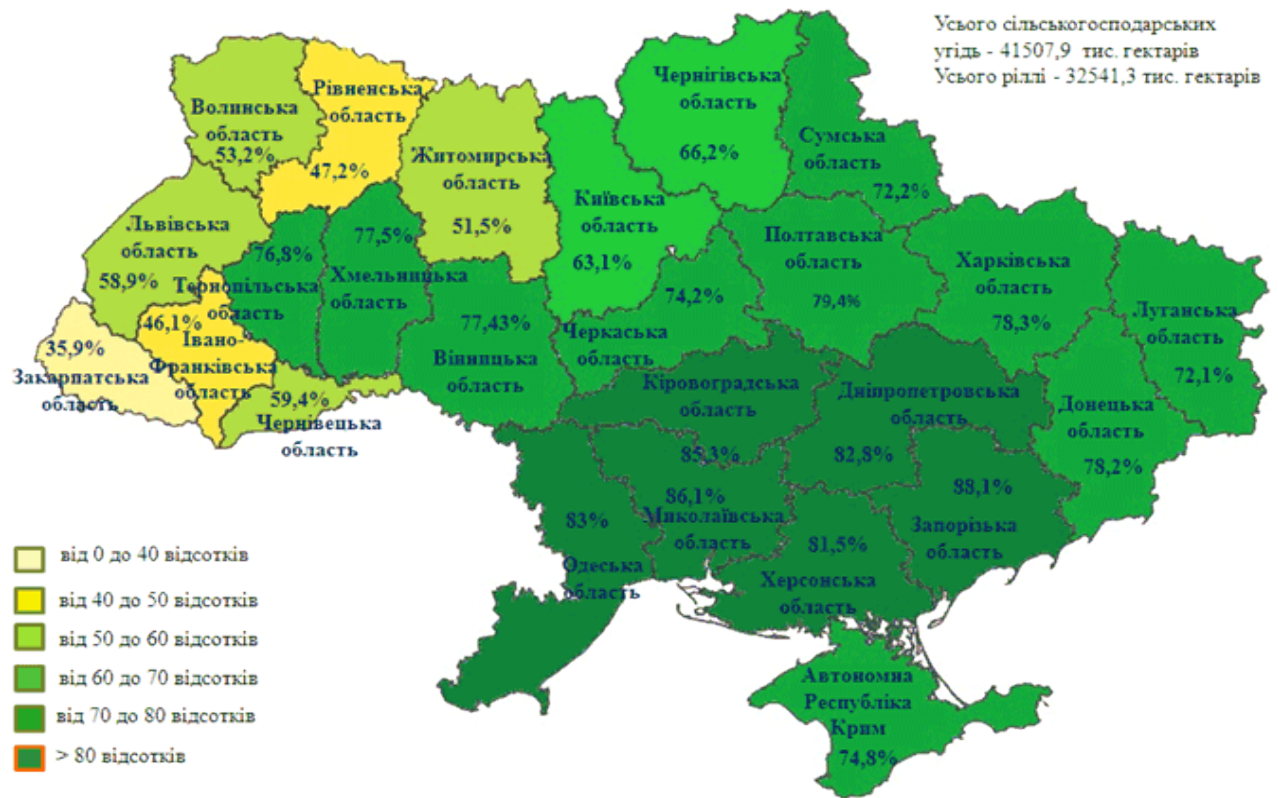 Усього сільськогосподарських
угідь - 41507,9 тис. гектарів
Усього ріллі - 32541,3 тис. гектарів
Волинська
область
53,2%
Рівненська
область
47,2%
Житомирська
область
51,5%
Київська
область
63,1%
Чернігівська
область
66,2%
Сумська
область
72,2%
Львівська
область
58,9%
76,8%
Тернопільська
область
77,5%
Хмельницька
область
77,43%
Вінницька
область
74,2%
Черкаська
область
Полтавська
область
79,4%
Харківська
область
78,3%
Луганська
область
72,1%
35,9%
Закарпатська
область
46,1%
Івано-
Франківська
область
59,4%
Чернівецька
область
Кіровоградська
область
85,3%
Дніпропетровська
область
82,8%
Донецька
область
78,2%
83%
Одеська
область
86,1%
Миколаївська
область
81,5%
Херсонська
область
88,1%
Запорізька
область
Автономна
Республіка
Крим
74,8%
від 0 до 40 відсотків
від 40 до 50 відсотків
від 50 до 60 відсотків
від 60 до 70 відсотків
від 70 до 80 відсотків
> 80 відсотків